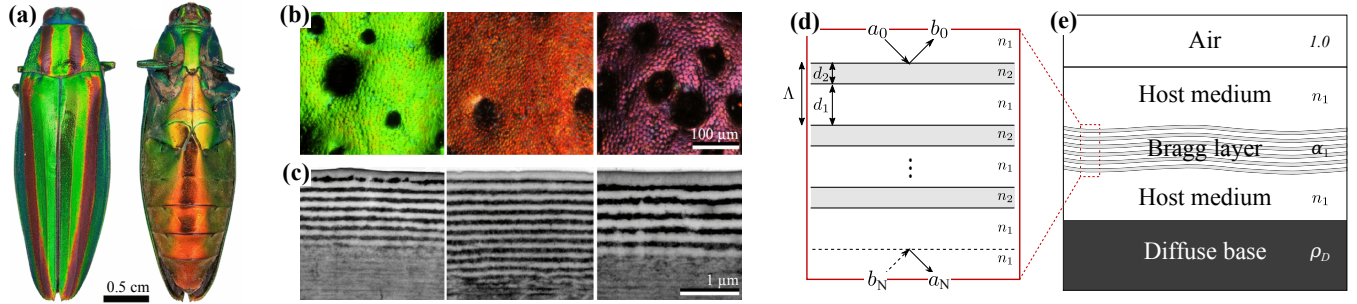 (a)
0.5 cm
(b)
100 µm
(c)
1 µm
(d)
a0 b0
n1
d2 n2
Λ
d1 n1
n2
n1
n2
n1
n1
bN aN
(e)
Air 1.0
Host medium n1
Bragg layer α1
Host medium n1
Diffuse base ρD